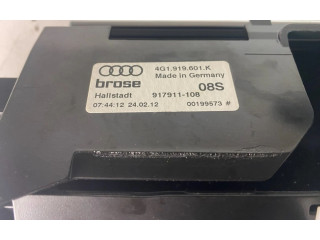 4G1.919.601.K
Made in Germany
brose
08S
Hallstadt
917911-108
07:44:12 24.02.12
00199573 #